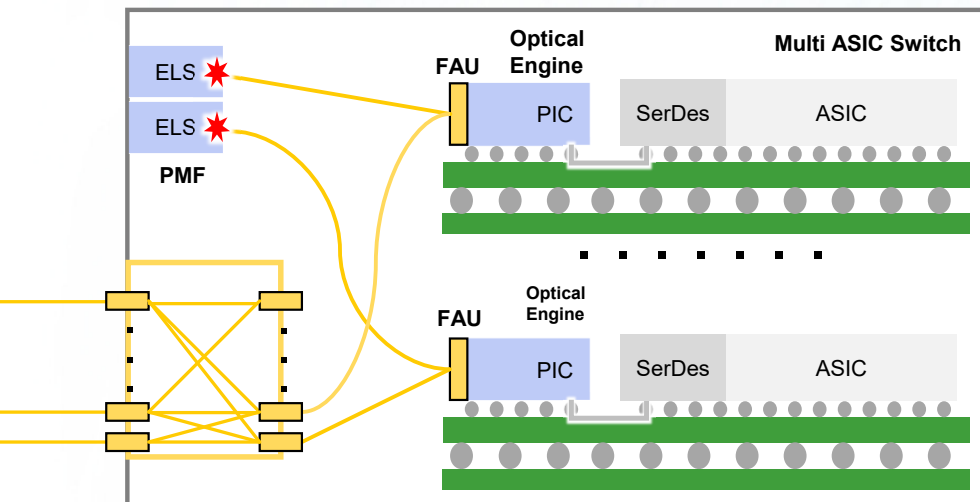 Multi ASIC Switch
ELS
ELS
PMF
FAU
Optical
Engine
PIC
SerDes
ASIC
FAU
Optical
Engine
PIC
SerDes
ASIC